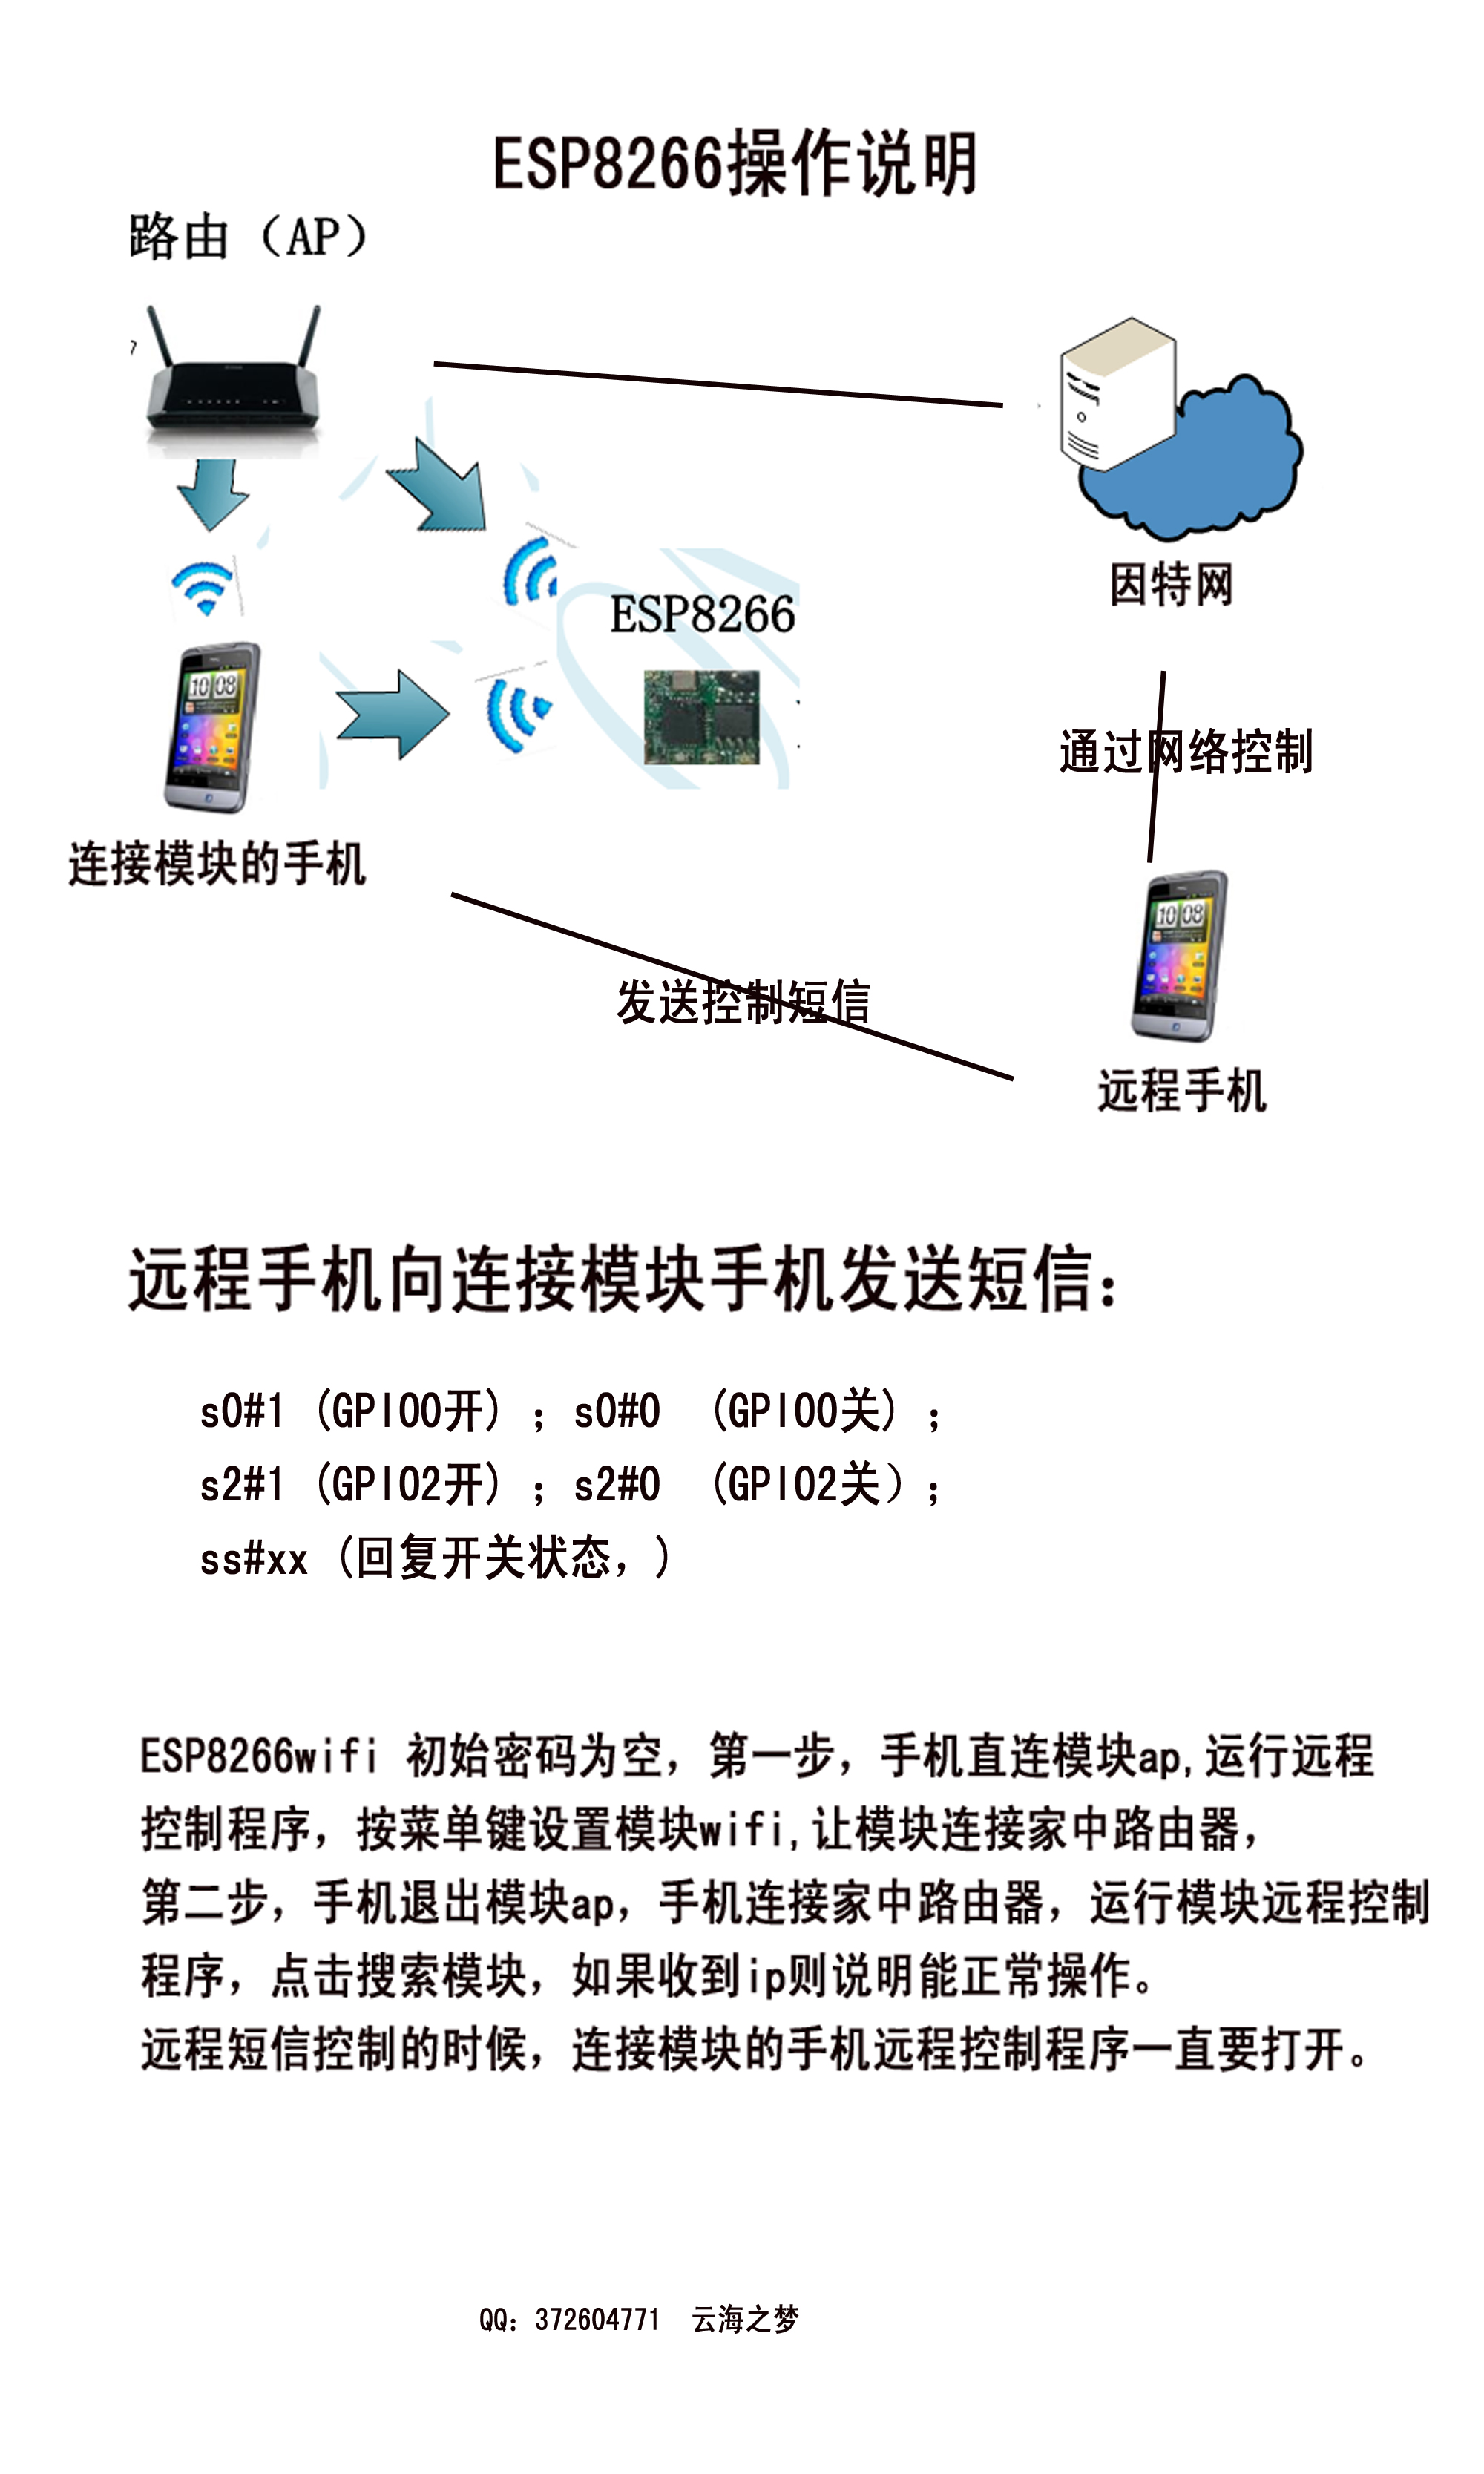 ESP8266操作说明
路由（AP）
因特网
ESP8266
通过网络控制
连接模块的手机
发送控制短信
远程手机
远程手机向连接模块手机发送短信：
s0#1 (GPIO0开) ；s0#0 (GPIO0关) ；
s2#1 (GPIO2开) ；s2#0 (GPIO2关）；
ss#xx (回复开关状态，)
ESP8266wifi 初始密码为空，第一步，手机直连模块ap,运行远程
控制程序，按菜单键设置模块wifi,让模块连接家中路由器，
第二步，手机退出模块ap，手机连接家中路由器，运行模块远程控制
程序，点击搜索模块，如果收到ip则说明能正常操作。
远程短信控制的时候，连接模块的手机远程控制程序一直要打开。
QQ：372604771 云海之梦